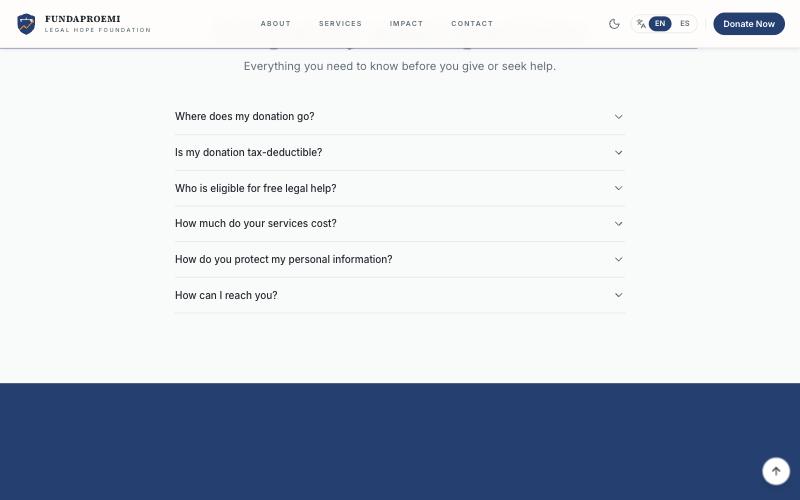 FUNDAPROEMI
LEGAL HOPE FOUNDATION
ABOUT
SERVICES
IMPACT
CONTACT
EN
ES
Donate Now
Everything you need to know before you give or seek help.
Where does my donation go?
Is my donation tax-deductible?
Who is eligible for free legal help?
How much do your services cost?
How do you protect my personal information?
How can I reach you?